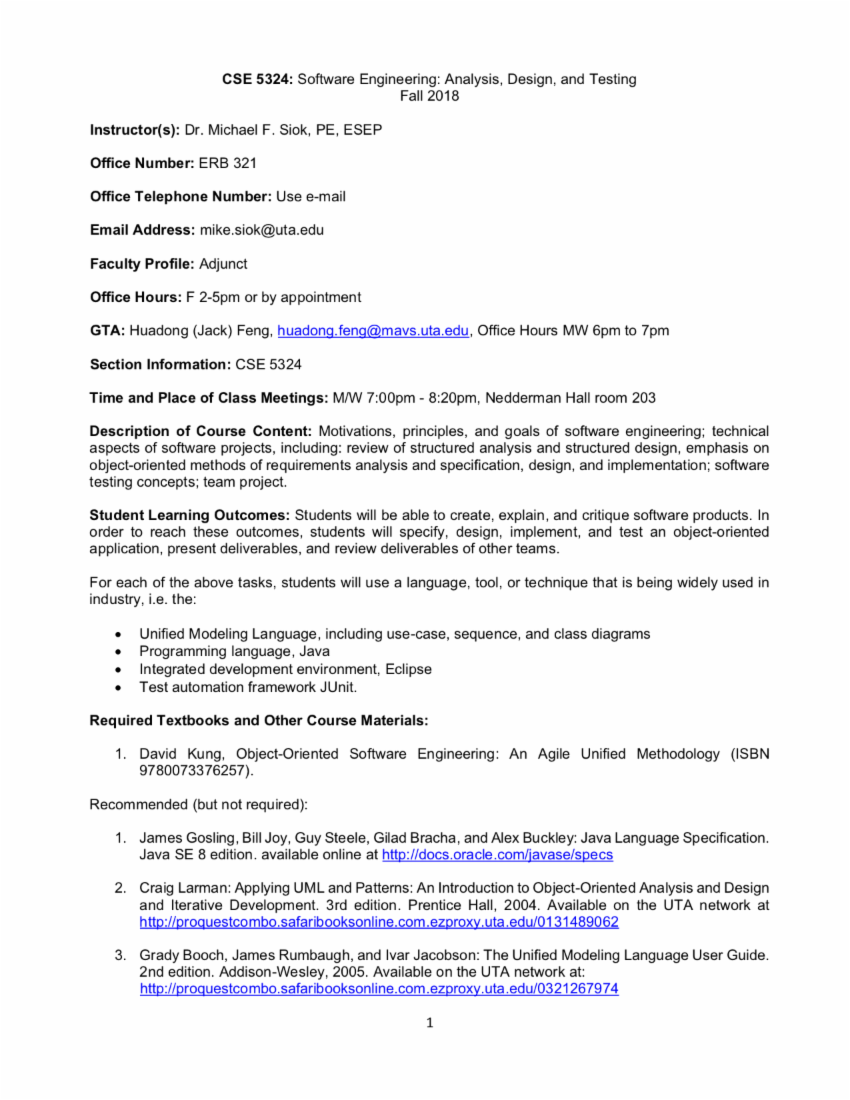 CSE 5324: Software Engineering: Analysis, Design, and Testing
Fall 2018
Instructor(s): Dr. Michael F. Siok, PE, ESEP
Office Number: ERB 321
Office Telephone Number: Use e-mail
Email Address: mike.siok@uta.edu
Faculty Profile: Adjunct
Office Hours: F 2-5pm or by appointment
GTA: Huadong (Jack) Feng, huadong.feng@mavs.uta.edu, Office Hours MW 6pm to 7pm
Section Information: CSE 5324
Time and Place of Class Meetings: M/W 7:00pm - 8:20pm, Nedderman Hall room 203
Description of Course Content: Motivations, principles, and goals of software engineering; technical
aspects of software projects, including: review of structured analysis and structured design, emphasis on
object-oriented methods of requirements analysis and specification, design, and implementation; software
testing concepts; team project.
Student Learning Outcomes: Students will be able to create, explain, and critique software products. In
order to reach these outcomes, students will specify, design, implement, and test an object-oriented
application, present deliverables, and review deliverables of other teams.
For each of the above tasks, students will use a language, tool, or technique that is being widely used in
industry, i.e. the:
• Unified Modeling Language, including use-case, sequence, and class diagrams
• Programming language, Java
• Integrated development environment, Eclipse
• Test automation framework JUnit.
Required Textbooks and Other Course Materials:
1. David Kung, Object-Oriented Software Engineering: An Agile Unified Methodology (ISBN
9780073376257).
Recommended (but not required):
1. James Gosling, Bill Joy, Guy Steele, Gilad Bracha, and Alex Buckley: Java Language Specification.
Java SE 8 edition. available online at http://docs.oracle.com/javase/specs
2. Craig Larman: Applying UML and Patterns: An Introduction to Object-Oriented Analysis and Design
and Iterative Development. 3rd edition. Prentice Hall, 2004. Available on the UTA network at
http://proquestcombo.safaribooksonline.com.ezproxy.uta.edu/0131489062
3. Grady Booch, James Rumbaugh, and Ivar Jacobson: The Unified Modeling Language User Guide.
2nd edition. Addison-Wesley, 2005. Available on the UTA network at:
http://proquestcombo.safaribooksonline.com.ezproxy.uta.edu/0321267974
1